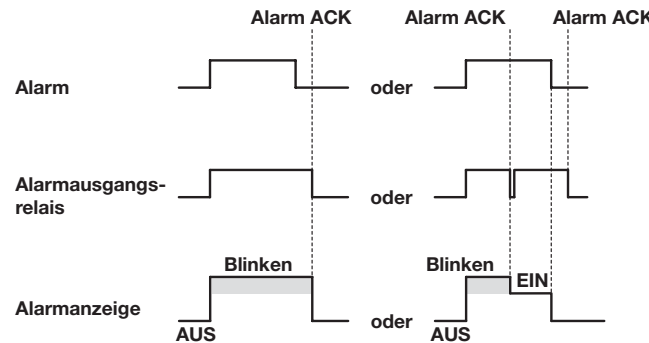 Alarm ACK Alarm ACK Alarm ACK
Alarm oder
Alarmausgangs-
relais oder
Blinken Blinken EIN
Alarmanzeige oder
AUS AUS